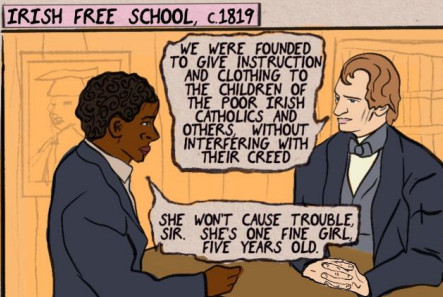 IRISH FREE SCHOOL, c.1819
WE WERE FOUNDED
TO GIVE INSTRUCTION
AND CLOTHING TO
THE CHILDREN OF
THE POOR IRISH
CATHOLICS AND
OTHERS, WITHOUT
INTERFERING WITH
THEIR CREED
SHE WON'T CAUSE TROUBLE,
SIR. SHE'S ONE FINE GIRL,
FIVE YEARS OLD.